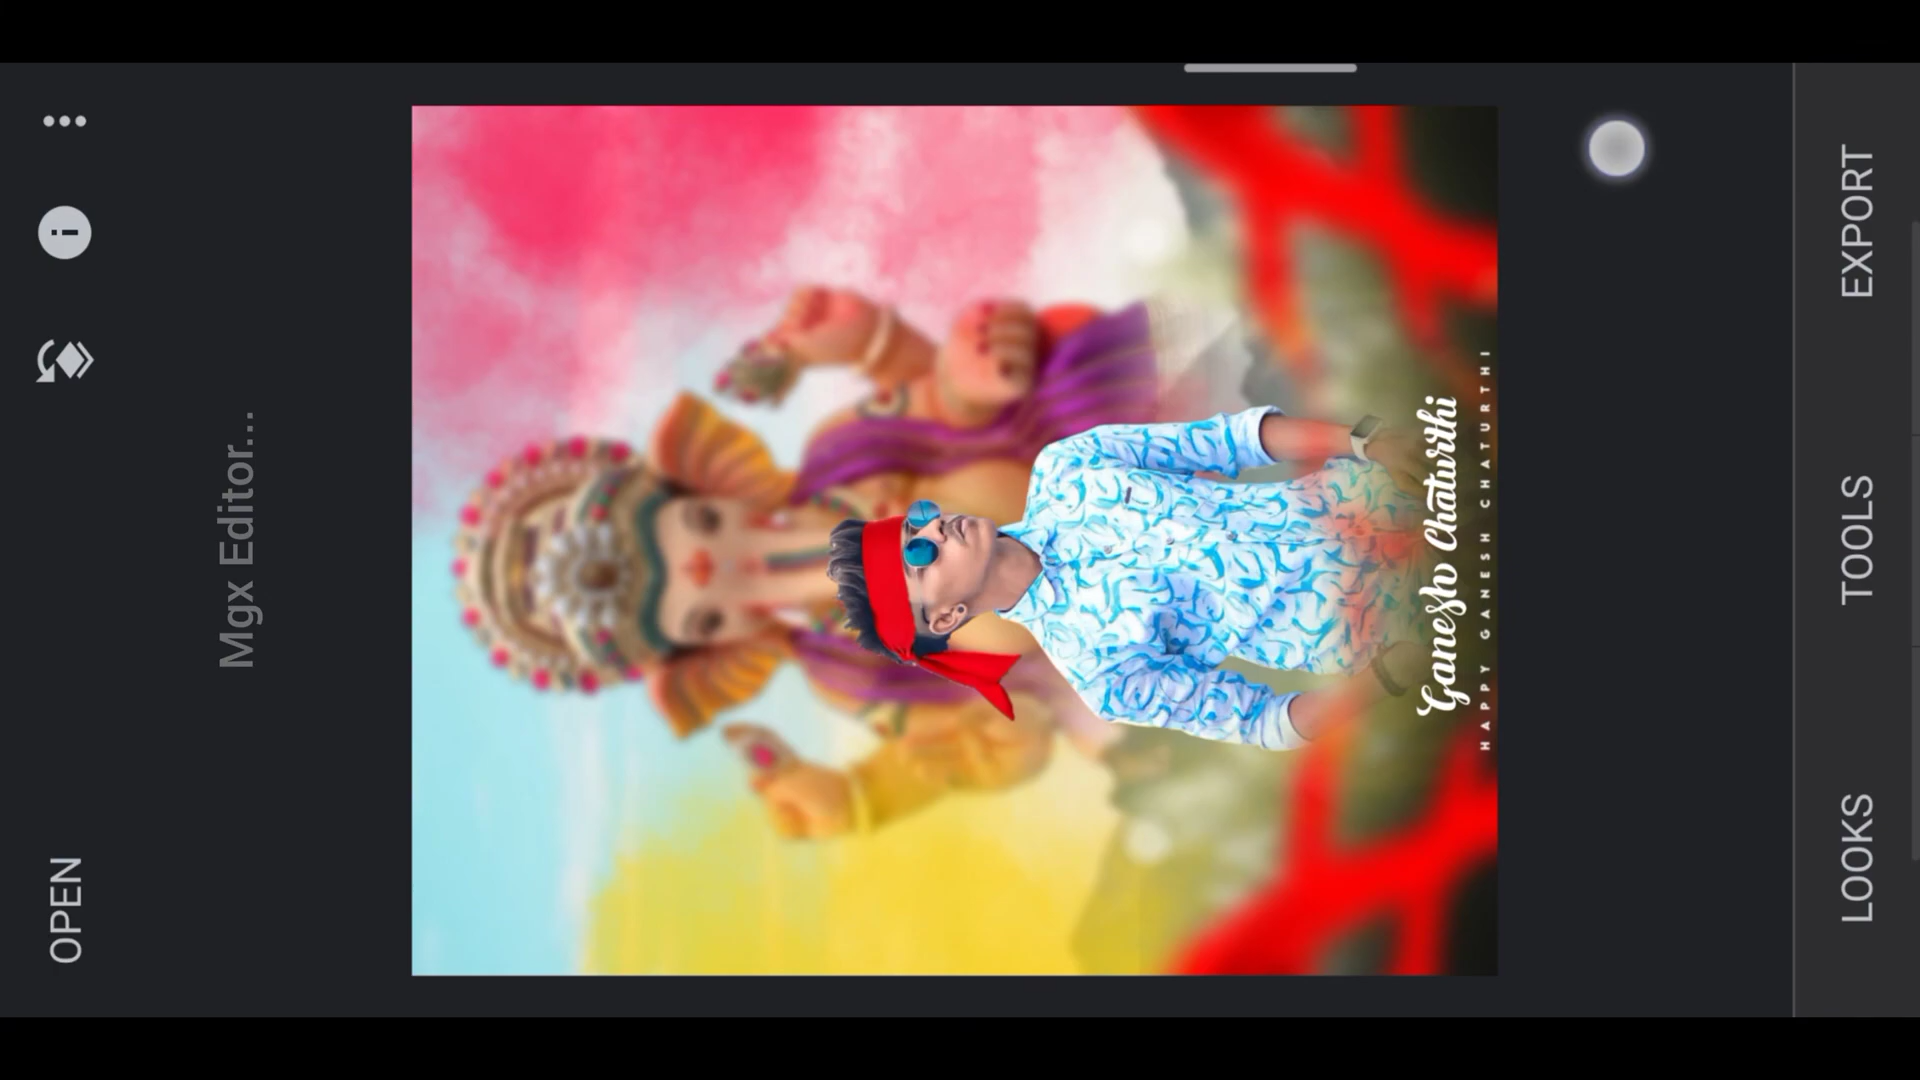 OPEN
Mgx Editor...
Ganesh Chaturthi
HAPPY GANESH CHATURTHI
LOOKS
TOOLS
EXPORT